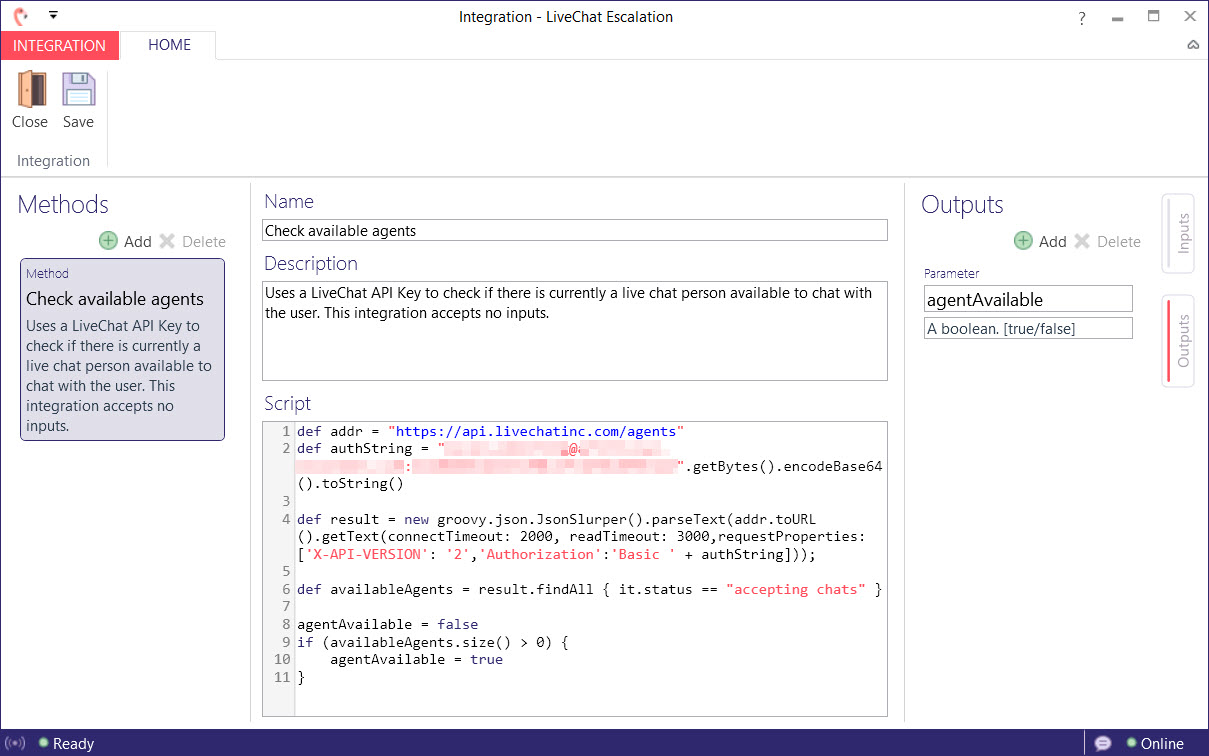 Integration - LiveChat Escalation
?
INTEGRATION
HOME
Close
Save
Integration
Methods
Add
Delete
Method
Check available agents
Uses a LiveChat API Key to
check if there is currently a
live chat person available to
chat with the user. This
integration accepts no
inputs.
Name
Check available agents
Description
Uses a LiveChat API Key to check if there is currently a live chat person available to chat with
the user. This integration accepts no inputs.
Script
1 def addr = "https://api.livechatinc.com/agents"
2 def authString = "@
:".getBytes().encodeBase64
().toString()
3
4 def result = new groovy.json.JsonSlurper().parseText(addr.toURL
().getText(connectTimeout: 2000, readTimeout: 3000,requestProperties:
['X-API-VERSION': '2','Authorization':'Basic ' + authString]));
5
6 def availableAgents = result.findAll { it.status == "accepting chats" }
7
8 agentAvailable = false
9 if (availableAgents.size() > 0) {
10 agentAvailable = true
11 }
Outputs
Add
Delete
Parameter
agentAvailable
A boolean. [true/false]
Inputs
Outputs
Ready
Online